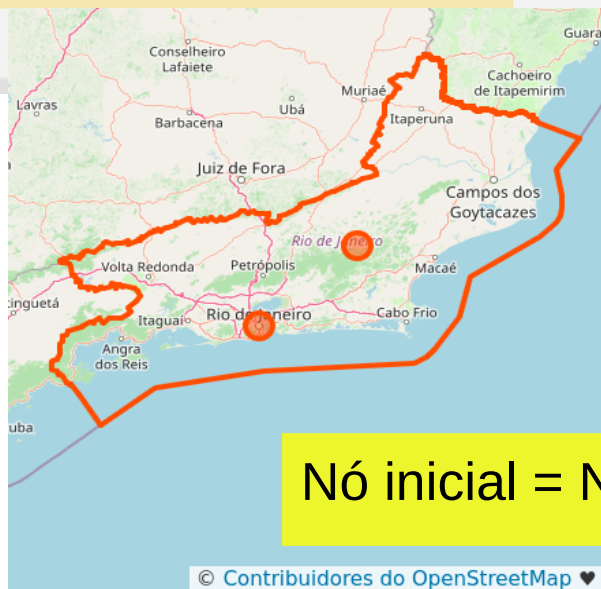 Guara
Conselheiro
Lafaiete
Cachoeiro
de Itapemirim
Muriaé
Lavras
Ubá
Barbacena
Itaperuna
Juiz de Fora
Campos dos
Goytacazes
Rio de Janeiro
Volta Redonda
Petrópolis
Macaé
tinguetá
Itaguaí
Rio de Janeiro
Cabo Frio
Angra
dos Reis
uba
Nó inicial = N
© Contribuidores do OpenStreetMap ♥